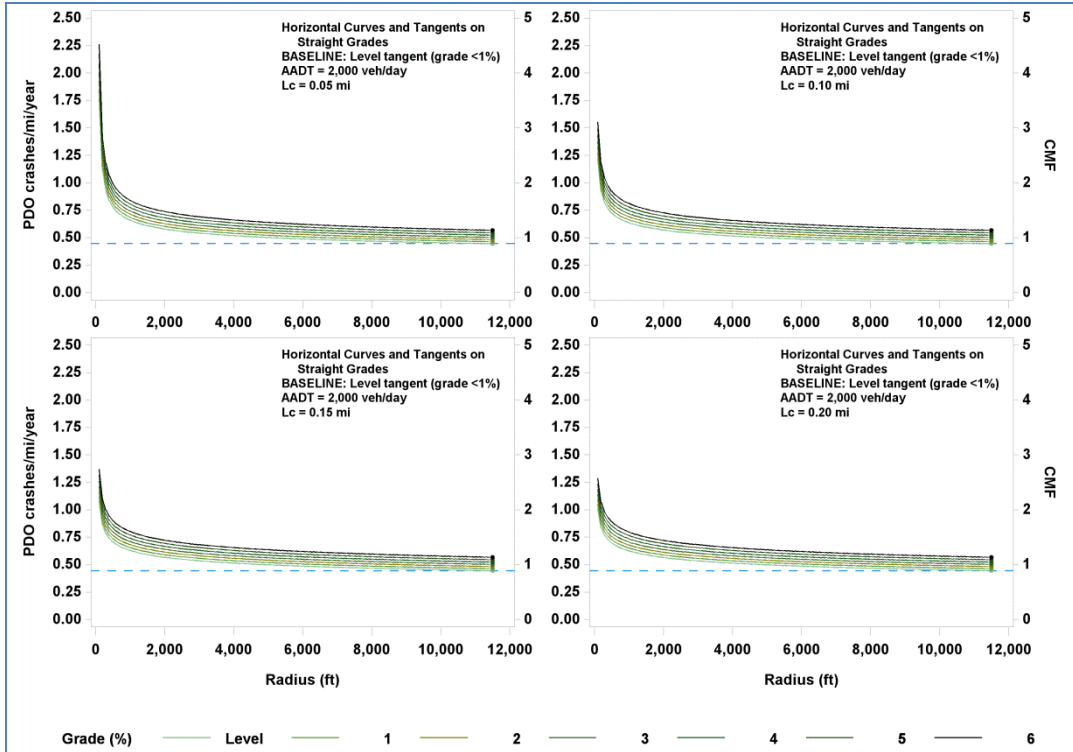 2.50
2.25
2.00
1.75
1.50
1.25
1.00
0.75
0.50
0.25
0.00
PDO crashes/mi/year
Horizontal Curves and Tangents on
Straight Grades
BASELINE: Level tangent (grade <1%)
AADT = 2,000 veh/day
Lc = 0.05 mi
5
4
3
2
1
0
0 2,000 4,000 6,000 8,000 10,000 12,000
2.50
2.25
2.00
1.75
1.50
1.25
1.00
0.75
0.50
0.25
0.00
Horizontal Curves and Tangents on
Straight Grades
BASELINE: Level tangent (grade <1%)
AADT = 2,000 veh/day
Lc = 0.10 mi
5
4
3
2
1
0
CMF
0 2,000 4,000 6,000 8,000 10,000 12,000
2.50
2.25
2.00
1.75
1.50
1.25
1.00
0.75
0.50
0.25
0.00
PDO crashes/mi/year
Horizontal Curves and Tangents on
Straight Grades
BASELINE: Level tangent (grade <1%)
AADT = 2,000 veh/day
Lc = 0.15 mi
5
4
3
2
1
0
0 2,000 4,000 6,000 8,000 10,000 12,000
Radius (ft)
2.50
2.25
2.00
1.75
1.50
1.25
1.00
0.75
0.50
0.25
0.00
Horizontal Curves and Tangents on
Straight Grades
BASELINE: Level tangent (grade <1%)
AADT = 2,000 veh/day
Lc = 0.20 mi
5
4
3
2
1
0
CMF
0 2,000 4,000 6,000 8,000 10,000 12,000
Radius (ft)
Grade (%) Level 1 2 3 4 5 6